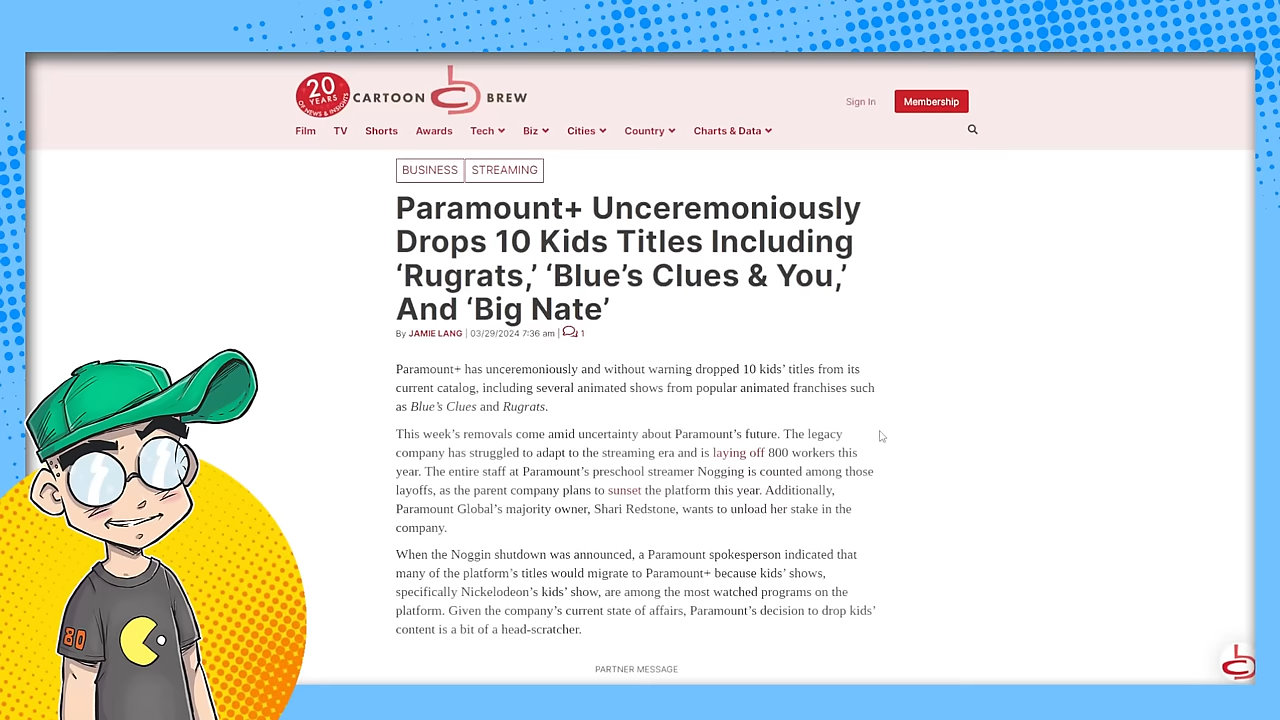 20
YEARS
OF NEWS & INSIGHTS
CARTOON BREW
Sign In
Membership
Film TV Shorts Awards Tech Biz Cities Country Charts & Data
BUSINESS STREAMING
Paramount+ Unceremoniously
Drops 10 Kids Titles Including
‘Rugrats,’ ‘Blue’s Clues & You,’
And ‘Big Nate’
By JAMIE LANG | 03/29/2024 7:36 am | 1
Paramount+ has unceremoniously and without warning dropped 10 kids’ titles from its
current catalog, including several animated shows from popular animated franchises such
as Blue’s Clues and Rugrats.
This week’s removals come amid uncertainty about Paramount’s future. The legacy
company has struggled to adapt to the streaming era and is laying off 800 workers this
year. The entire staff at Paramount’s preschool streamer Nogging is counted among those
layoffs, as the parent company plans to sunset the platform this year. Additionally,
Paramount Global’s majority owner, Shari Redstone, wants to unload her stake in the
company.
When the Noggin shutdown was announced, a Paramount spokesperson indicated that
many of the platform’s titles would migrate to Paramount+ because kids’ shows,
specifically Nickelodeon’s kids’ show, are among the most watched programs on the
platform. Given the company’s current state of affairs, Paramount’s decision to drop kids’
content is a bit of a head-scratcher.
PARTNER MESSAGE
80